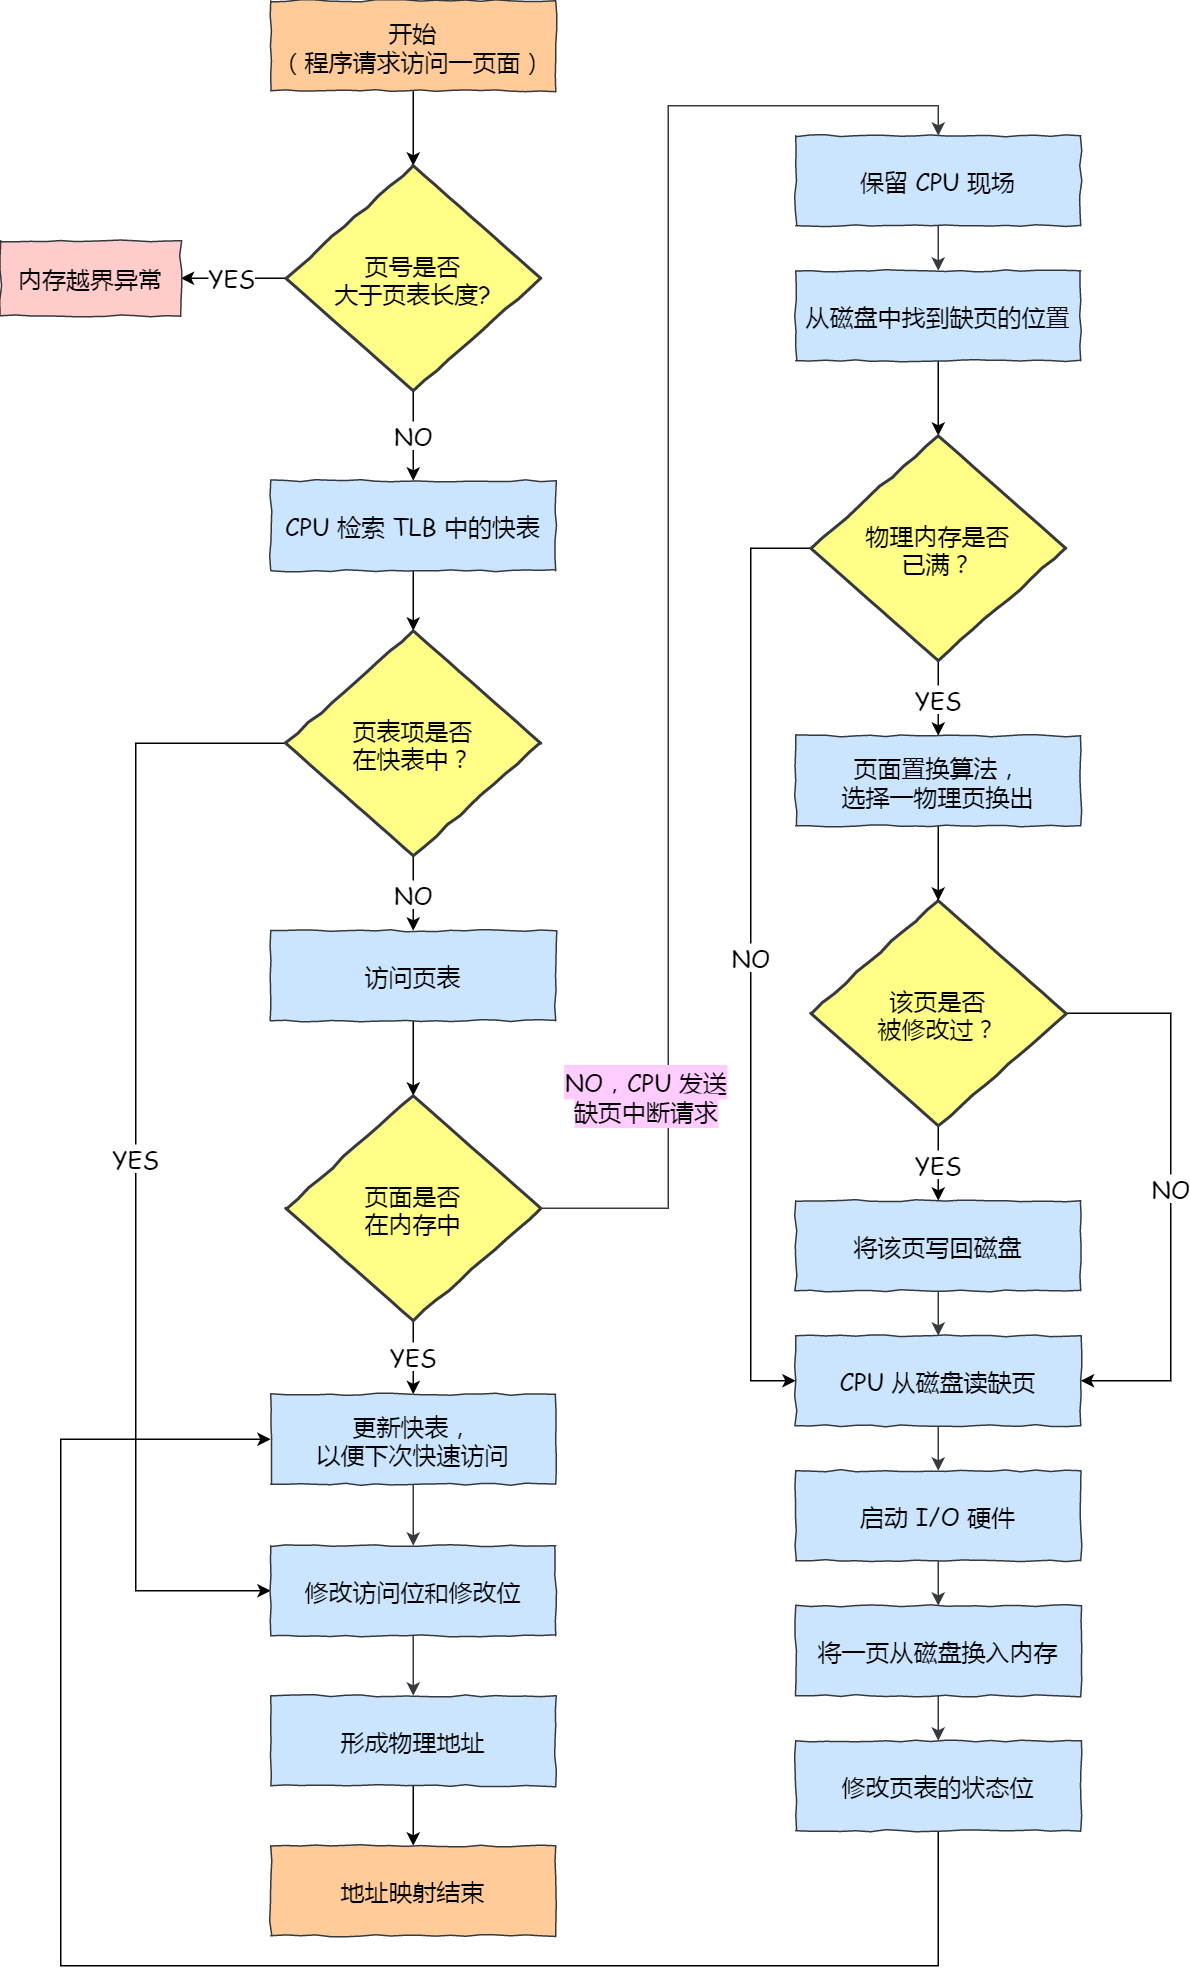 开始
（程序请求访问一页面）
页号是否
大于页表长度?
YES
内存越界异常
NO
CPU 检索 TLB 中的快表
页表项是否
在快表中？
YES
NO
访问页表
页面是否
在内存中
NO，CPU 发送
缺页中断请求
YES
更新快表，
以便下次快速访问
修改访问位和修改位
形成物理地址
地址映射结束
保留 CPU 现场
从磁盘中找到缺页的位置
物理内存是否
已满？
NO
YES
页面置换算法，
选择一物理页换出
该页是否
被修改过？
YES
NO
将该页写回磁盘
CPU 从磁盘读缺页
启动 I/O 硬件
将一页从磁盘换入内存
修改页表的状态位